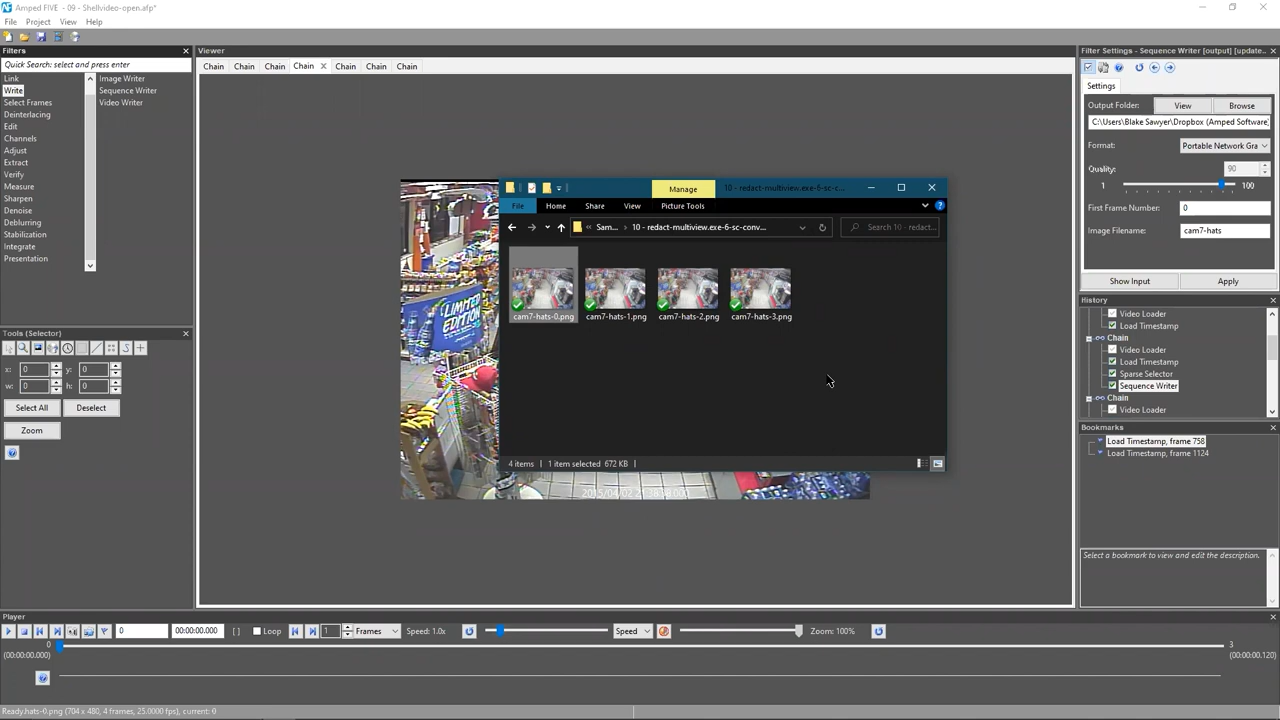 Amped FIVE - 09 - Shellvideo-open.afp*
File Project View Help
Filters
Quick Search: select and press enter
Link
Write
Select Frames
Deinterlacing
Edit
Channels
Adjust
Extract
Verify
Measure
Sharpen
Denoise
Deblurring
Stabilization
Integrate
Presentation
Image Writer
Sequence Writer
Video Writer
Tools (Selector)
x: 0 y: 0
w: 0 h: 0
Select All Deselect
Zoom
Viewer
Chain Chain Chain Chain Chain Chain Chain
LIMITED
EDITION
Manage 10 - redact-multiview.exe-6-sc-c...
File Home Share View Picture Tools
« Sam... › 10 - redact-multiview.exe-6-sc-conv... Search 10 - redact...
cam7-hats-0.png cam7-hats-1.png cam7-hats-2.png cam7-hats-3.png
4 items 1 item selected 672 KB
Filter Settings - Sequence Writer [output] [update...
Settings
Output Folder: View Browse
C:\Users\Blake Sawyer\Dropbox (Amped Software)
Format: Portable Network Gra
Quality: 90
1 100
First Frame Number: 0
Image Filename: cam7-hats
Show Input Apply
History
Video Loader
Load Timestamp
Chain
Video Loader
Load Timestamp
Sparse Selector
Sequence Writer
Chain
Video Loader
Bookmarks
Load Timestamp, frame 758
Load Timestamp, frame 1124
Select a bookmark to view and edit the description.
Player
0 00:00:00.000 [ ] Loop 1 Frames Speed: 1.0x Speed Zoom: 100%
0 3
(00:00:00.000) (00:00:00.120)
Ready.hats-0.png (704 x 480, 4 frames, 25.0000 fps), current: 0